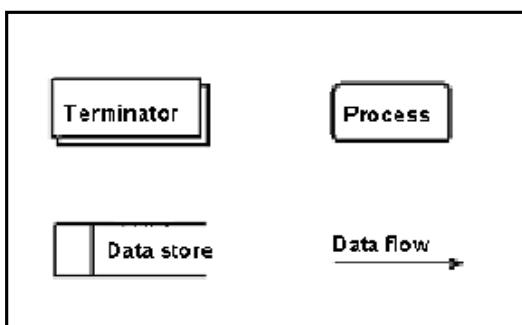 Terminator
Process
Data store
Data flow